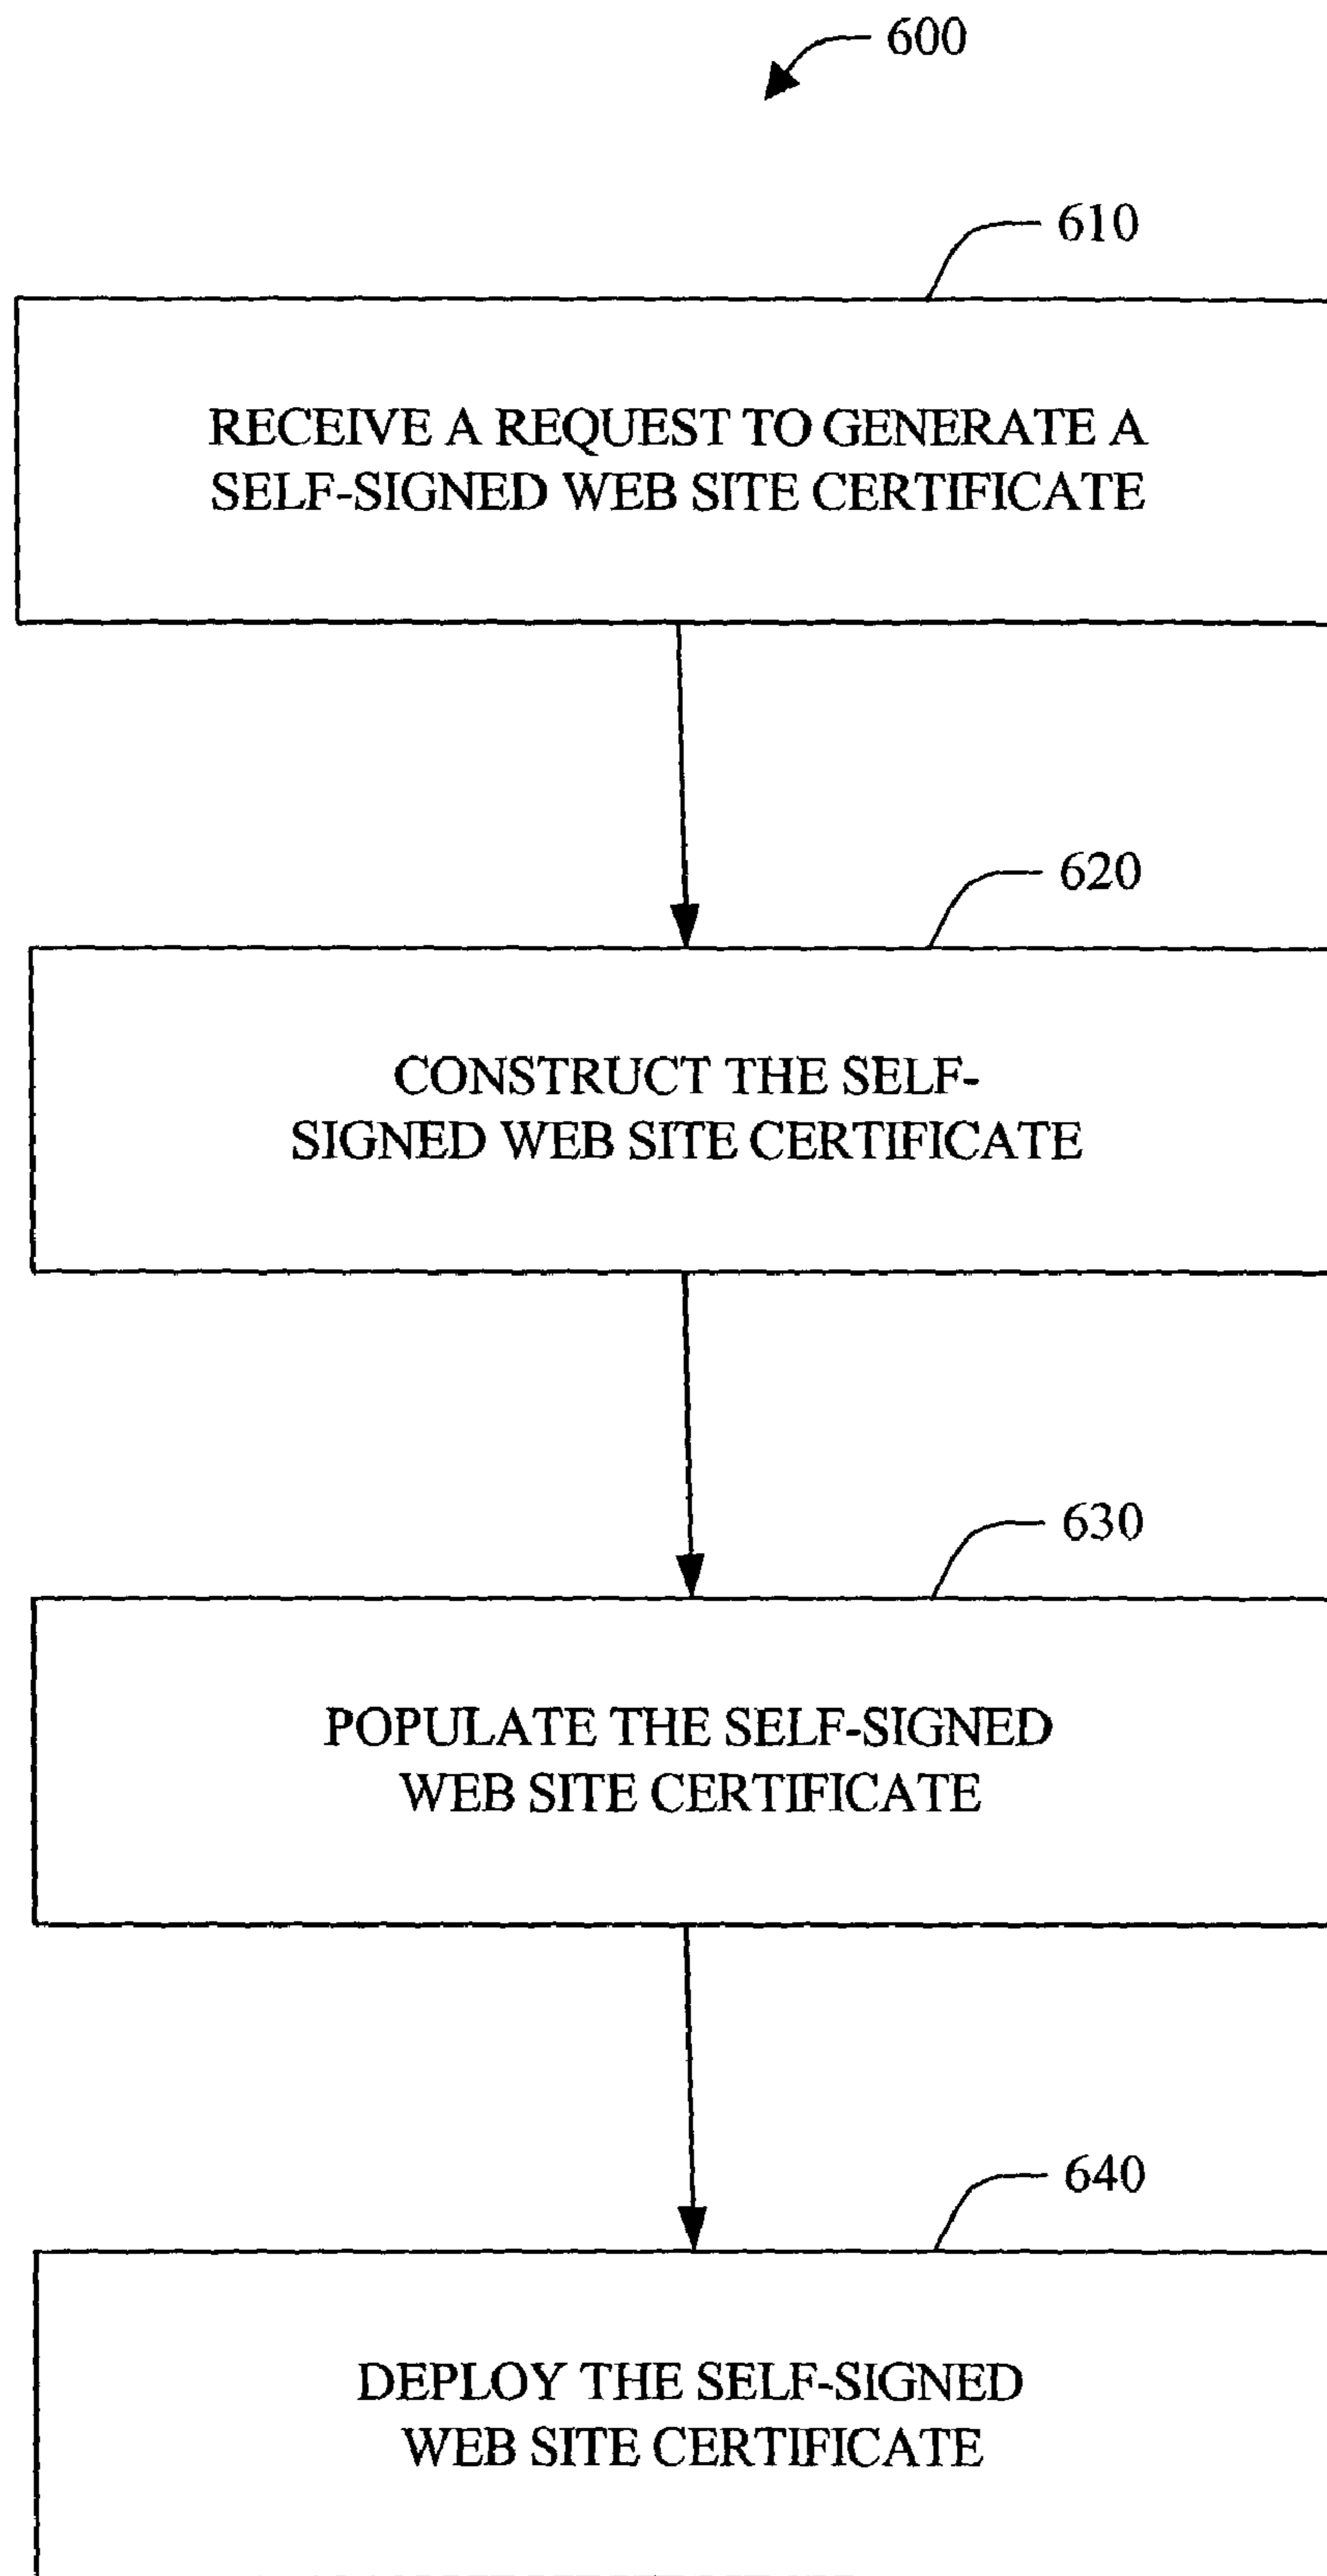 600
610
RECEIVE A REQUEST TO GENERATE A
SELF-SIGNED WEB SITE CERTIFICATE
620
CONSTRUCT THE SELF-
SIGNED WEB SITE CERTIFICATE
630
POPULATE THE SELF-SIGNED
WEB SITE CERTIFICATE
640
DEPLOY THE SELF-SIGNED
WEB SITE CERTIFICATE